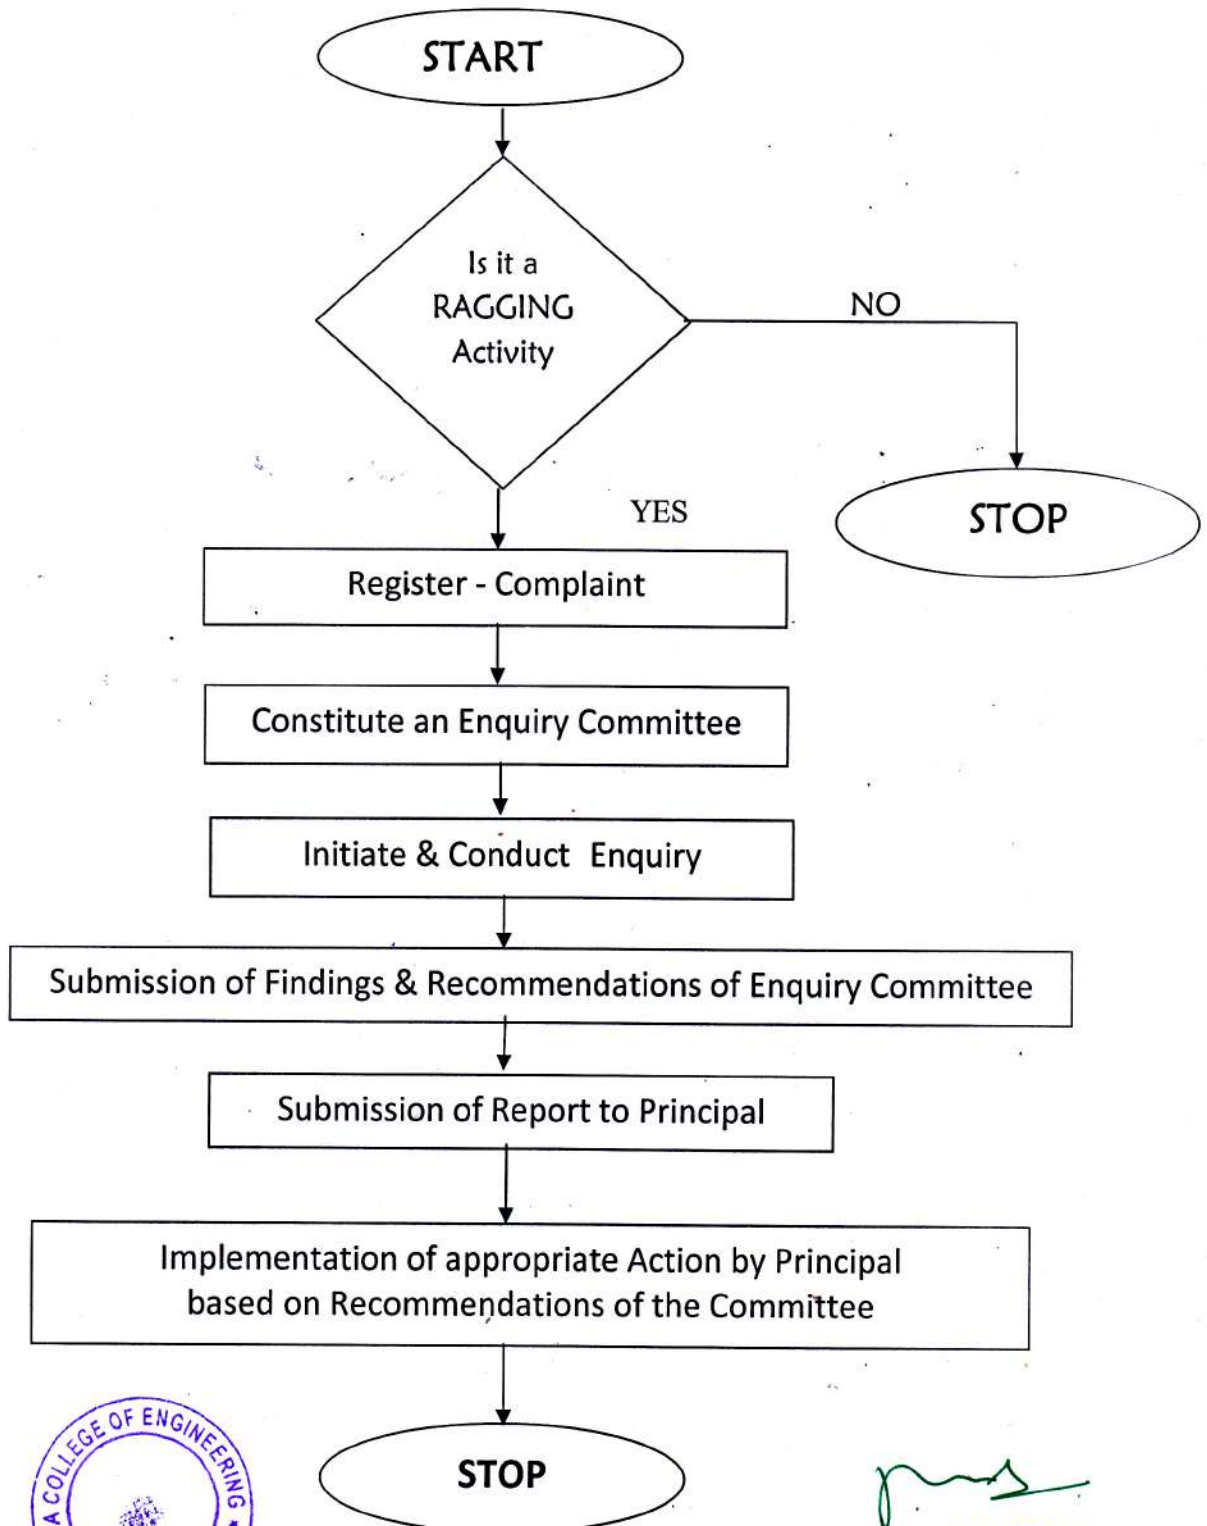 START
Is it a
RAGGING
Activity
NO
YES
STOP
Register - Complaint
Constitute an Enquiry Committee
Initiate & Conduct Enquiry
Submission of Findings & Recommendations of Enquiry Committee
Submission of Report to Principal
Implementation of appropriate Action by Principal
based on Recommendations of the Committee
STOP
A COLLEGE OF ENGINEERING